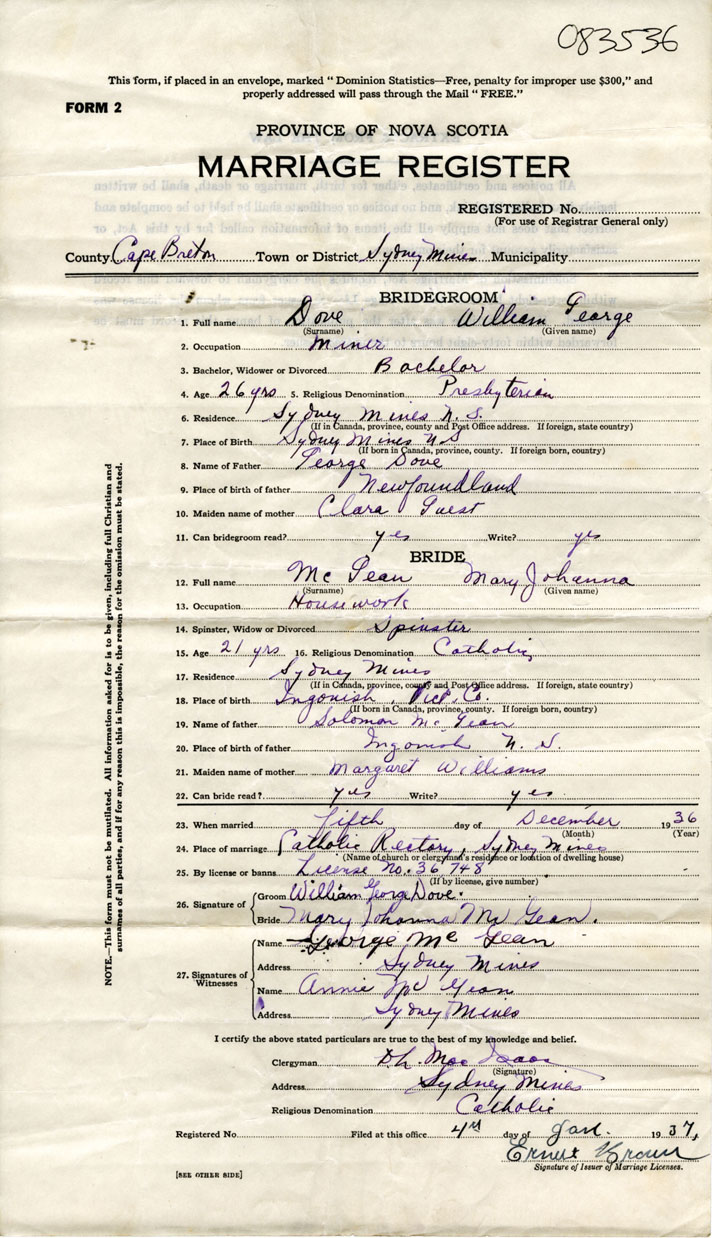 083536
This form, if placed in an envelope, marked "Dominion Statistics—Free, penalty for improper use $300," and
properly addressed will pass through the Mail "FREE."
FORM 2
PROVINCE OF NOVA SCOTIA
MARRIAGE REGISTER
REGISTERED No.
(For use of Registrar General only)
County Cape Breton Town or District Sydney Mines Municipality
BRIDEGROOM
1. Full name Dove William George
(Surname) (Given name)
2. Occupation Miner
3. Bachelor, Widower or Divorced Bachelor
4. Age 26 yrs 5. Religious Denomination Presbyterian
6. Residence Sydney Mines N. S.
(If in Canada, province, county and Post Office address. If foreign, state country)
7. Place of Birth Sydney Mines N S
(If born in Canada, province, county. If foreign born, country)
8. Name of Father George Dove
9. Place of birth of father Newfoundland
10. Maiden name of mother Clara Guest
11. Can bridegroom read? yes Write? yes
BRIDE
12. Full name Mc Gean Mary Johanna
(Surname) (Given name)
13. Occupation Housework
14. Spinster, Widow or Divorced Spinster
15. Age 21 yrs 16. Religious Denomination Catholic
17. Residence Sydney Mines
(If in Canada, province, county and Post Office address. If foreign, state country)
18. Place of birth Ingonish, Vict. Co.
(If born in Canada, province, county. If foreign born, country)
19. Name of father Solomon Mc Gean
20. Place of birth of father Ingonish N. S.
21. Maiden name of mother Margaret Williams
22. Can bride read? yes Write? yes
23. When married fifth day of December 1936
(Month) (Year)
24. Place of marriage Catholic Rectory, Sydney Mines
(Name of church or clergyman's residence or location of dwelling house)
25. By license or banns License No. 36748
(If by license, give number)
26. Signature of Groom William George Dove.
Bride Mary Johanna Mc Gean.
27. Signatures of Witnesses Name George Mc Gean
Address Sydney Mines
Name Annie Mc Gean
Address Sydney Mines
I certify the above stated particulars are true to the best of my knowledge and belief.
Clergyman D. L. Mac Isaac
(Signature)
Address Sydney Mines
Religious Denomination Catholic
Registered No. Filed at this office 4th day of Jan. 1937,
Ernest Brown
Signature of Issuer of Marriage Licenses.
[SEE OTHER SIDE]
NOTE.—This form must not be mutilated. All information asked for is to be given, including full Christian and
surnames of all parties, and if for any reason this is impossible, the reason for the omission must be stated.